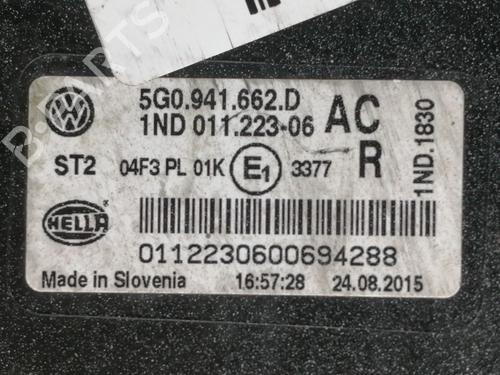 5G0.941.662.D
1ND 011.223-06 AC
ST2 04F3 PL 01K E1 3377 R
1ND.1830
HELLA
0112230600694288
Made in Slovenia 16:57:28 24.08.2015
B-PARTS